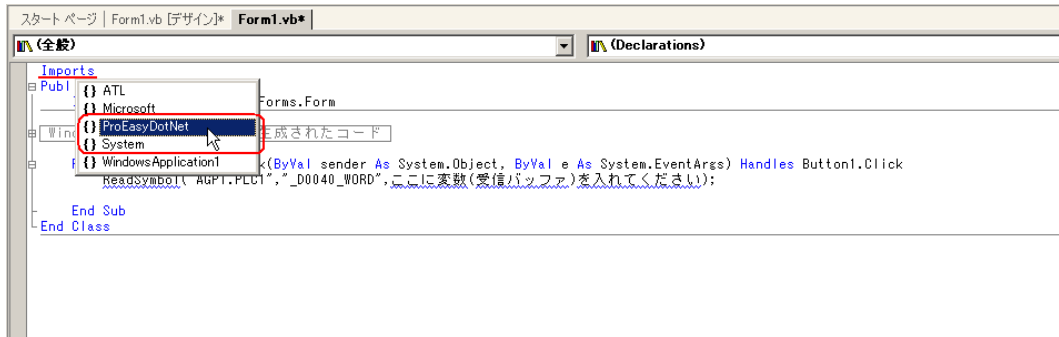 スタート ページ | Form1.vb [デザイン]* Form1.vb*
(全般) (Declarations)
Imports
Publ
{} ATL
{} Microsoft
Forms.Form
{} ProEasyDotNet
Wind 生成されたコード
{} System
{} WindowsApplication1
(ByVal sender As System.Object, ByVal e As System.EventArgs) Handles Button1.Click
ReadSymbol("AGP1.PLC1","_D0040_WORD",ここに変数(受信バッファ)を入れてください);
End Sub
End Class